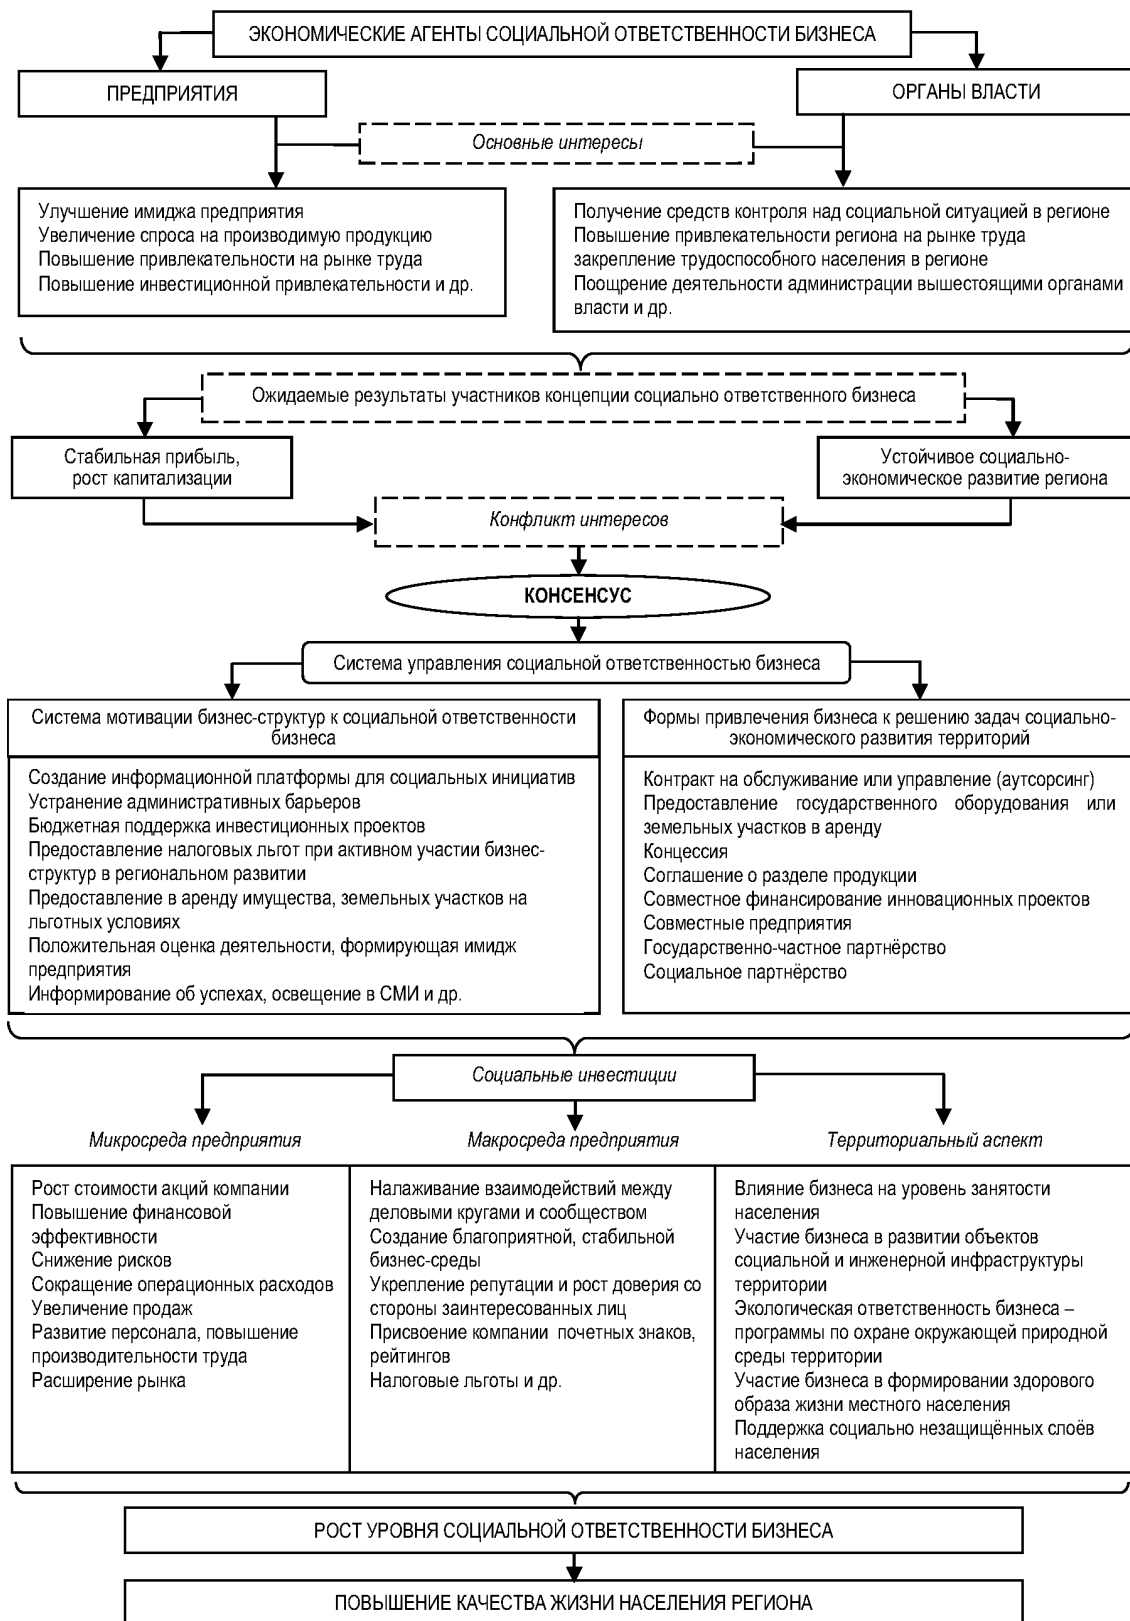 ЭКОНОМИЧЕСКИЕ АГЕНТЫ СОЦИАЛЬНОЙ ОТВЕТСТВЕННОСТИ БИЗНЕСА
ПРЕДПРИЯТИЯ
ОРГАНЫ ВЛАСТИ
Основные интересы
Улучшение имиджа предприятия
Увеличение спроса на производимую продукцию
Повышение привлекательности на рынке труда
Повышение инвестиционной привлекательности и др.
Получение средств контроля над социальной ситуацией в регионе
Повышение привлекательности региона на рынке труда
закрепление трудоспособного населения в регионе
Поощрение деятельности администрации вышестоящими органами
власти и др.
Ожидаемые результаты участников концепции социально ответственного бизнеса
Стабильная прибыль,
рост капитализации
Устойчивое социально-
экономическое развитие региона
Конфликт интересов
КОНСЕНСУС
Система управления социальной ответственностью бизнеса
Система мотивации бизнес-структур к социальной ответственности
бизнеса
Создание информационной платформы для социальных инициатив
Устранение административных барьеров
Бюджетная поддержка инвестиционных проектов
Предоставление налоговых льгот при активном участии бизнес-
структур в региональном развитии
Предоставление в аренду имущества, земельных участков на
льготных условиях
Положительная оценка деятельности, формирующая имидж
предприятия
Информирование об успехах, освещение в СМИ и др.
Формы привлечения бизнеса к решению задач социально-
экономического развития территорий
Контракт на обслуживание или управление (аутсорсинг)
Предоставление государственного оборудования или
земельных участков в аренду
Концессия
Соглашение о разделе продукции
Совместное финансирование инновационных проектов
Совместные предприятия
Государственно-частное партнёрство
Социальное партнёрство
Социальные инвестиции
Микросреда предприятия
Макросреда предприятия
Территориальный аспект
Рост стоимости акций компании
Повышение финансовой
эффективности
Снижение рисков
Сокращение операционных расходов
Увеличение продаж
Развитие персонала, повышение
производительности труда
Расширение рынка
Налаживание взаимодействий между
деловыми кругами и сообществом
Создание благоприятной, стабильной
бизнес-среды
Укрепление репутации и рост доверия со
стороны заинтересованных лиц
Присвоение компании почетных знаков,
рейтингов
Налоговые льготы и др.
Влияние бизнеса на уровень занятости
населения
Участие бизнеса в развитии объектов
социальной и инженерной инфраструктуры
территории
Экологическая ответственность бизнеса –
программы по охране окружающей природной
среды территории
Участие бизнеса в формировании здорового
образа жизни местного населения
Поддержка социально незащищённых слоёв
населения
РОСТ УРОВНЯ СОЦИАЛЬНОЙ ОТВЕТСТВЕННОСТИ БИЗНЕСА
ПОВЫШЕНИЕ КАЧЕСТВА ЖИЗНИ НАСЕЛЕНИЯ РЕГИОНА